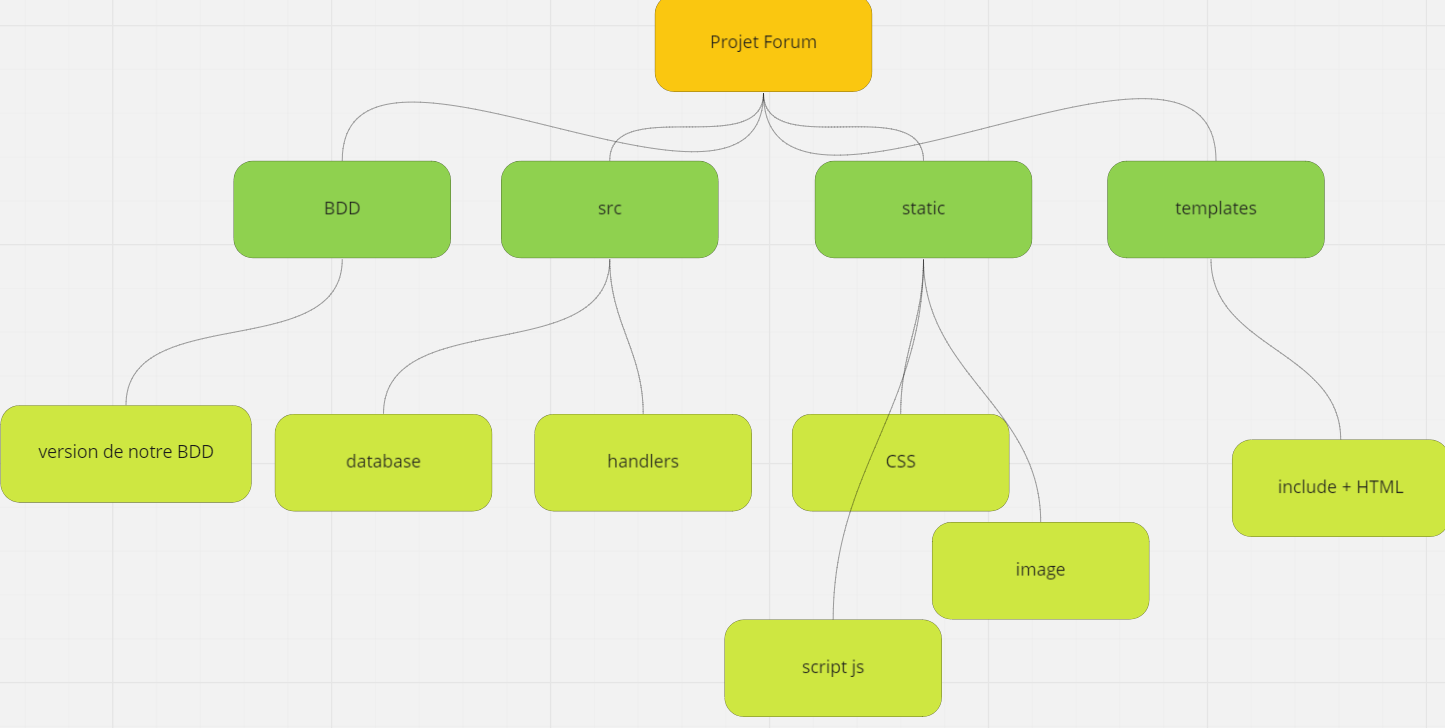 Projet Forum
BDD
src
static
templates
version de notre BDD
database
handlers
CSS
include + HTML
image
script js